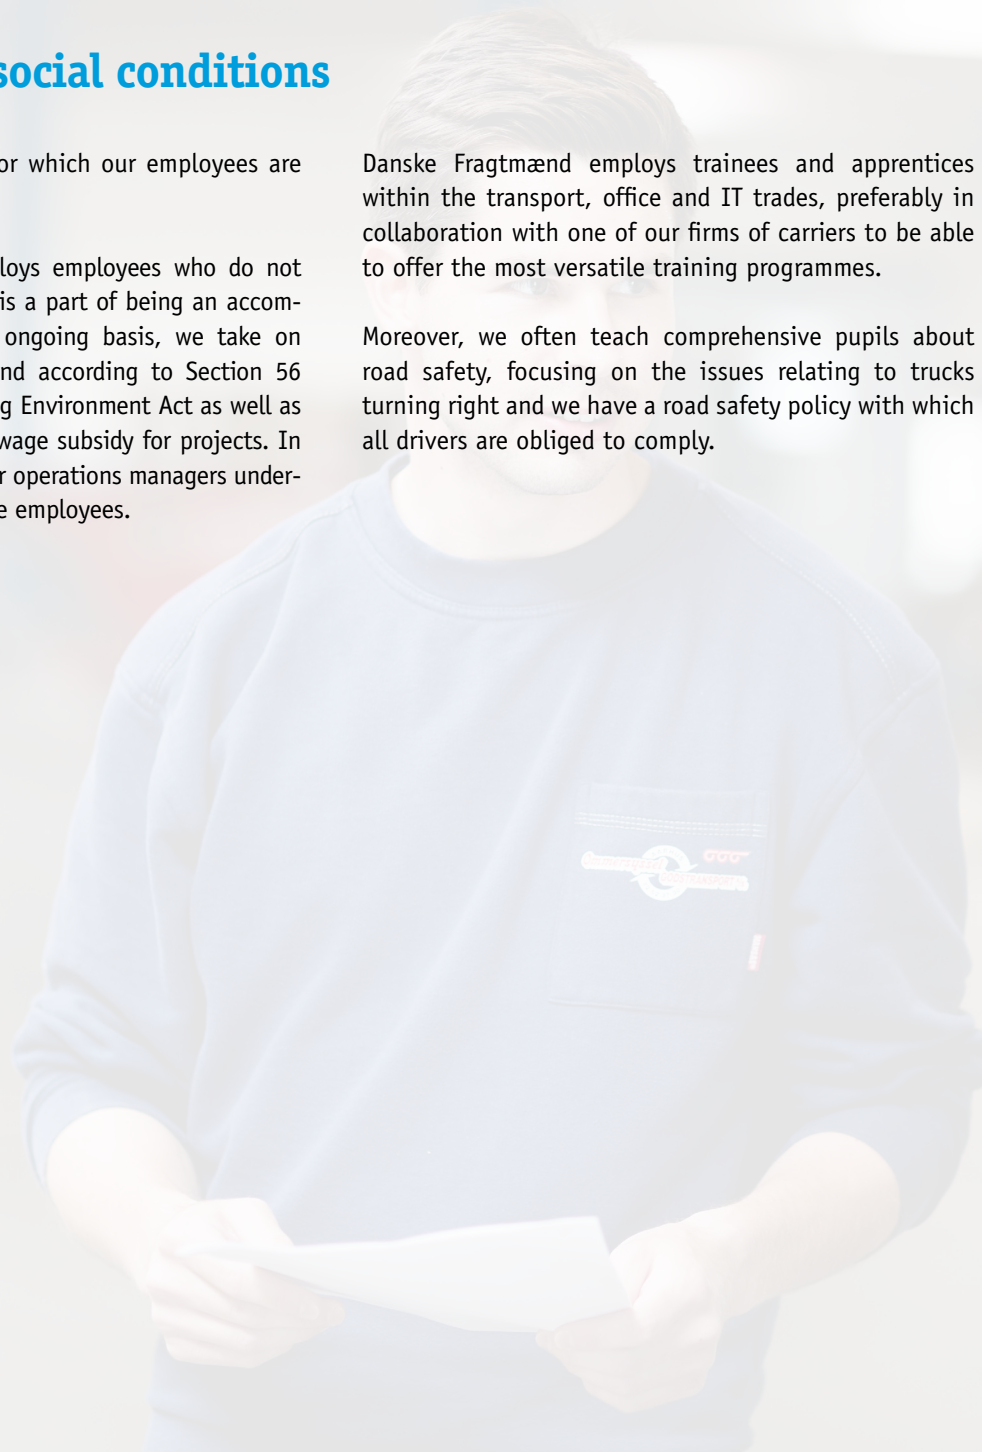 social conditions
or which our employees are
loys employees who do not
is a part of being an accom-
ongoing basis, we take on
nd according to Section 56
g Environment Act as well as
wage subsidy for projects. In
r operations managers under-
e employees.
Danske Fragtmænd employs trainees and apprentices
within the transport, office and IT trades, preferably in
collaboration with one of our firms of carriers to be able
to offer the most versatile training programmes.
Moreover, we often teach comprehensive pupils about
road safety, focusing on the issues relating to trucks
turning right and we have a road safety policy with which
all drivers are obliged to comply.